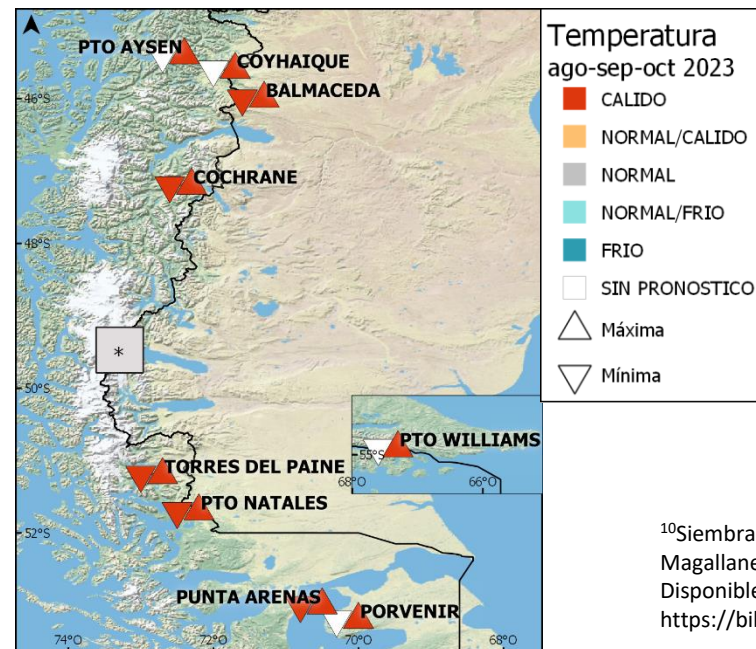 PTO AYSEN
COYHAIQUE
BALMACEDA
46°S
COCHRANE
48°S
*
50°S
PTO WILLIAMS
55°S
68°O
66°O
TORRES DEL PAINE
PTO NATALES
52°S
PUNTA ARENAS
PORVENIR
74°O
72°O
70°O
68°O
Temperatura
ago-sep-oct 2023
CALIDO
NORMAL/CALIDO
NORMAL
NORMAL/FRIO
FRIO
SIN PRONOSTICO
Máxima
Mínima
¹⁰Siembra
Magallane
Disponible
https://bil